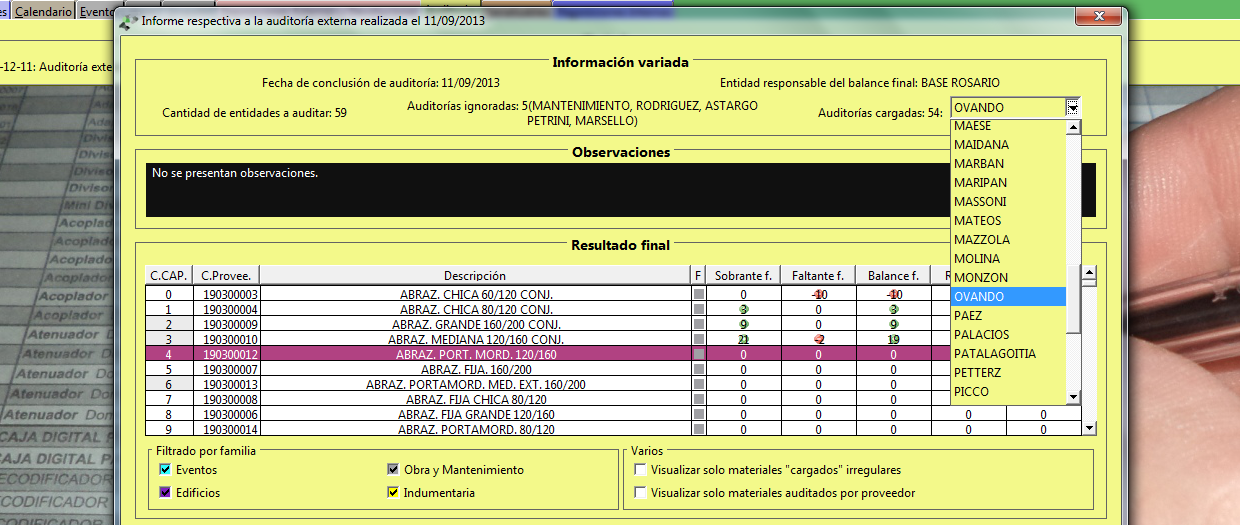 es Calendario Evento
Informe respectiva a la auditoría externa realizada el 11/09/2013
-12-11: Auditoría exte
Información variada
Fecha de conclusión de auditoría: 11/09/2013 Entidad responsable del balance final: BASE ROSARIO
Cantidad de entidades a auditar: 59 Auditorías ignoradas: 5(MANTENIMIENTO, RODRIGUEZ, ASTARGO
PETRINI, MARSELLO) Auditorías cargadas: 54: OVANDO
MAESE
MAIDANA
MARBAN
MARIPAN
MASSONI
MATEOS
MAZZOLA
MOLINA
MONZON
OVANDO
PAEZ
PALACIOS
PATALAGOITIA
PETTERZ
PICCO
Observaciones
No se presentan observaciones.
Resultado final
C.CAP. C.Provee. Descripción F Sobrante f. Faltante f. Balance f. R
0 190300003 ABRAZ. CHICA 60/120 CONJ. 0 -10 -10
1 190300004 ABRAZ. CHICA 80/120 CONJ. 3 0 3
2 190300009 ABRAZ. GRANDE 160/200 CONJ. 9 0 9
3 190300010 ABRAZ. MEDIANA 120/160 CONJ. 21 -2 19
4 190300012 ABRAZ. PORT. MORD. 120/160 0 0 0
5 190300007 ABRAZ. FIJA. 160/200 0 0 0
6 190300013 ABRAZ. PORTAMORD. MED. EXT. 160/200 0 0 0
7 190300008 ABRAZ. FIJA CHICA 80/120 0 0 0
8 190300006 ABRAZ. FIJA GRANDE 120/160 0 0 0 0 0
9 190300014 ABRAZ. PORTAMORD. 80/120 0 0 0 0 0
Filtrado por familia
Eventos Obra y Mantenimiento
Edificios Indumentaria
Varios
Visualizar solo materiales "cargados" irregulares
Visualizar solo materiales auditados por proveedor
Divis
Diviso
Divisor
Mini Div
Acoplad
Acoplado
Acoplado
Acoplador
Acoplador
Atenuador
Atenuador
Atenuador
Atenuador Do
Atenuador Don
CAJA DIGITAL P
CAJA DIGITAL PA
ECODIFICADOR
ECODIFICADOR
CODIFICADOR